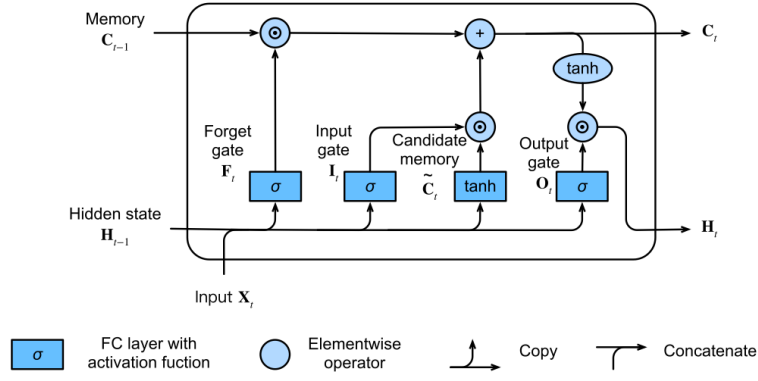 Memory
C_{t−1}
C_t
tanh
Forget
gate
F_t
Input
gate
I_t
Candidate
memory
C̃_t
Output
gate
O_t
σ
σ
tanh
σ
Hidden state
H_{t−1}
H_t
Input X_t
σ
FC layer with
activation fuction
Elementwise
operator
Copy
Concatenate